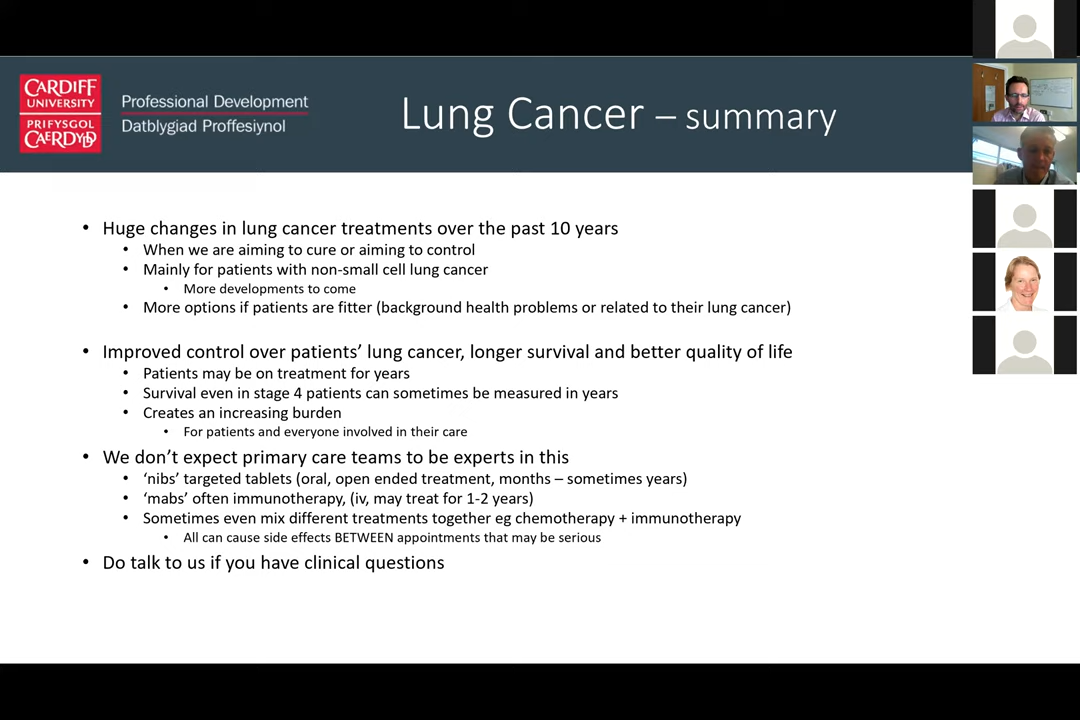 CARDIFF
UNIVERSITY
PRIFYSGOL
CAERDYDD
Professional Development
Datblygiad Proffesiynol
Lung Cancer – summary
• Huge changes in lung cancer treatments over the past 10 years
• When we are aiming to cure or aiming to control
• Mainly for patients with non-small cell lung cancer
• More developments to come
• More options if patients are fitter (background health problems or related to their lung cancer)
• Improved control over patients’ lung cancer, longer survival and better quality of life
• Patients may be on treatment for years
• Survival even in stage 4 patients can sometimes be measured in years
• Creates an increasing burden
• For patients and everyone involved in their care
• We don’t expect primary care teams to be experts in this
• ‘nibs’ targeted tablets (oral, open ended treatment, months – sometimes years)
• ‘mabs’ often immunotherapy, (iv, may treat for 1-2 years)
• Sometimes even mix different treatments together eg chemotherapy + immunotherapy
• All can cause side effects BETWEEN appointments that may be serious
• Do talk to us if you have clinical questions